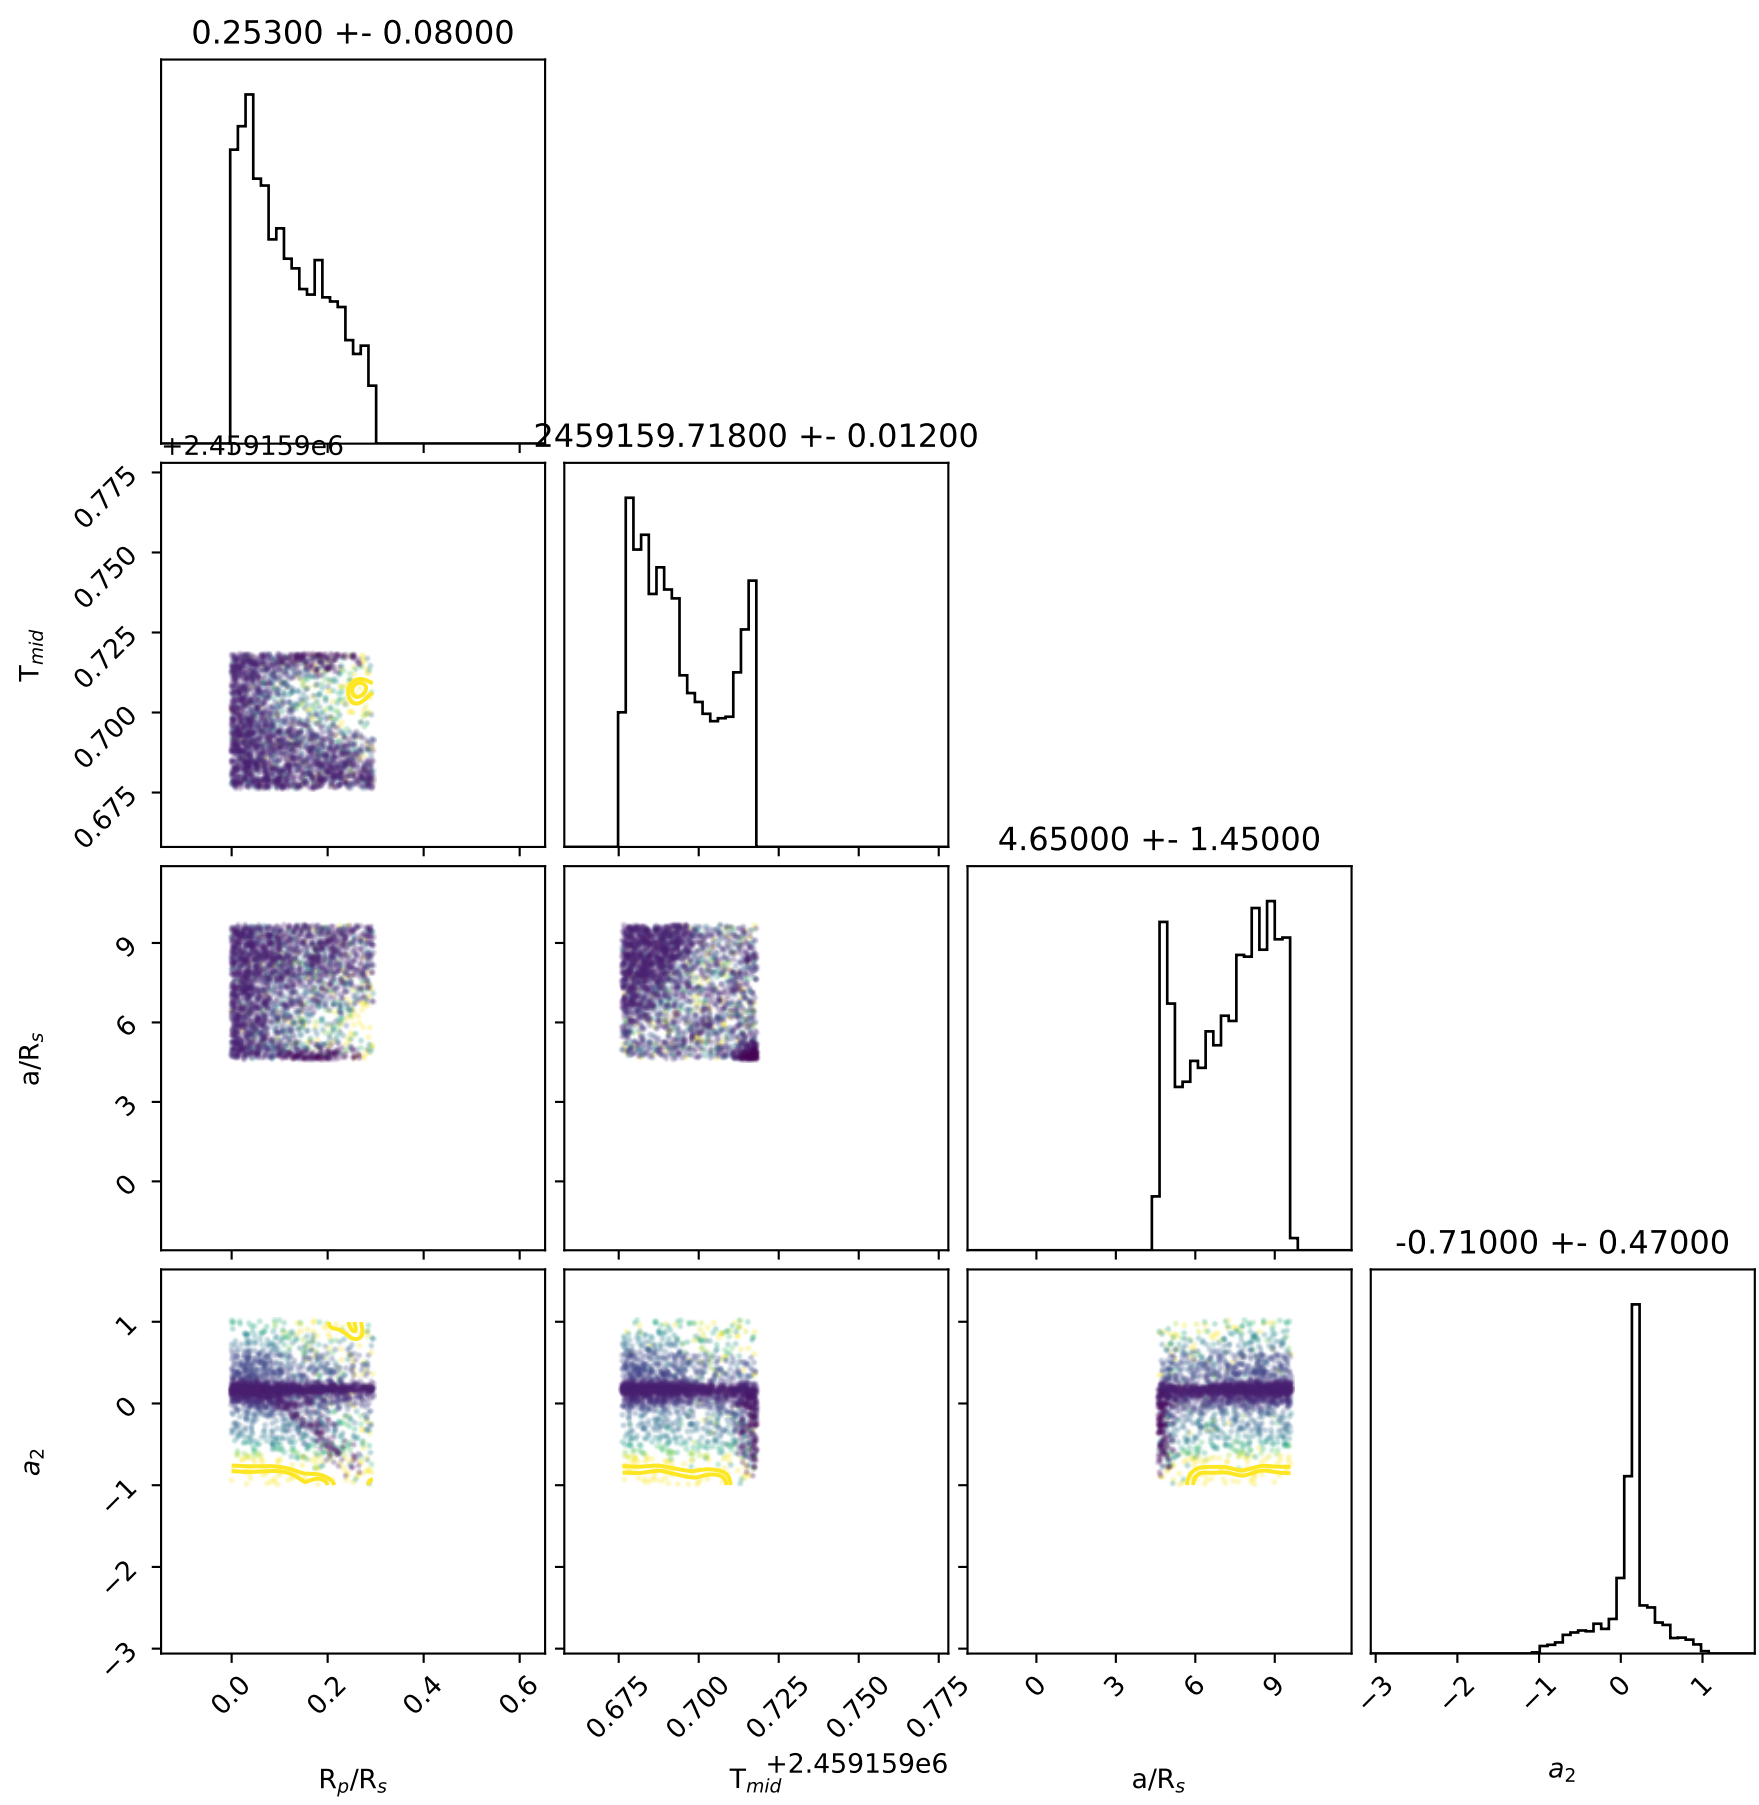 0.25300 +- 0.08000
+2.459159e6
2459159.71800 +- 0.01200
0.775
0.750
0.725
0.700
0.675
T_mid
4.65000 +- 1.45000
9
6
3
0
a/R_s
-0.71000 +- 0.47000
1
0
−1
−2
−3
a_2
0.0 0.2 0.4 0.6
0.675 0.700 0.725 0.750 0.775
0 3 6 9
−3 −2 −1 0 1
+2.459159e6
R_p/R_s T_mid a/R_s a_2